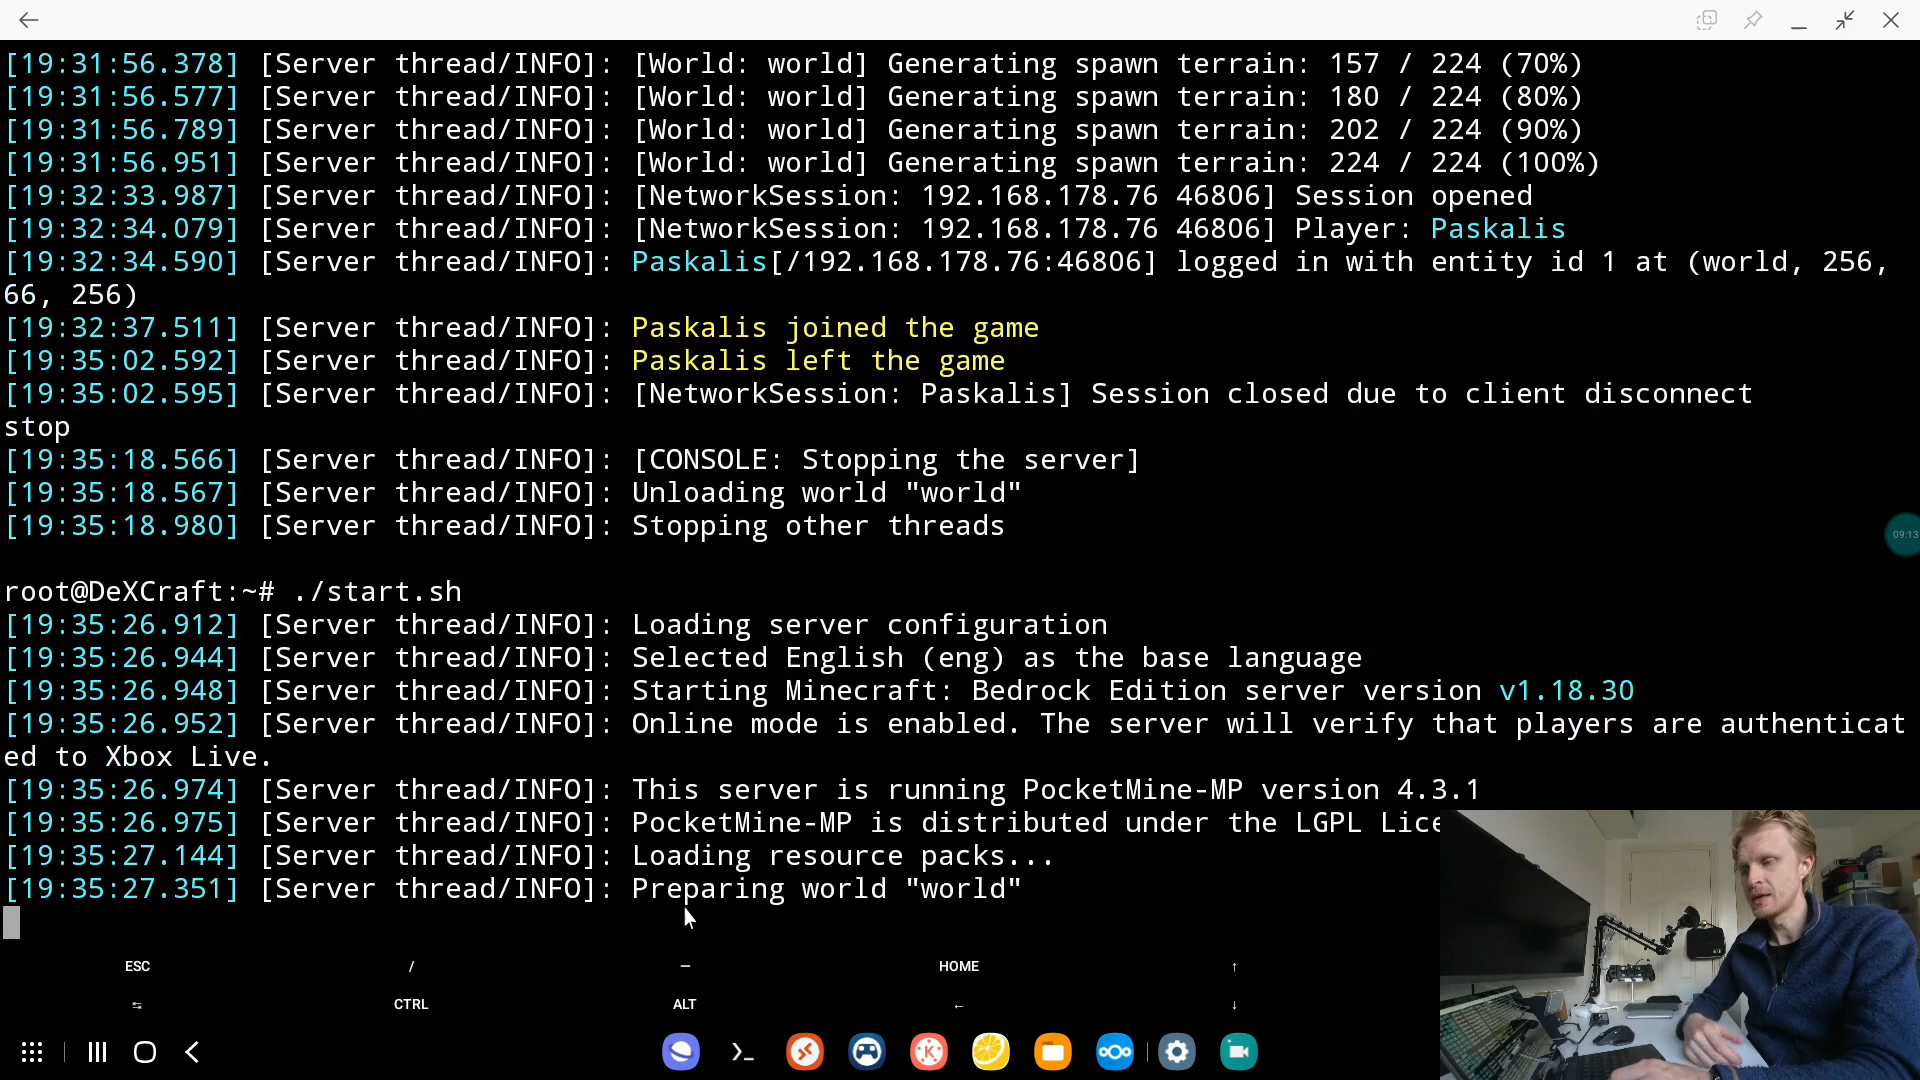 [19:31:56.378] [Server thread/INFO]: [World: world] Generating spawn terrain: 157 / 224 (70%)
[19:31:56.577] [Server thread/INFO]: [World: world] Generating spawn terrain: 180 / 224 (80%)
[19:31:56.789] [Server thread/INFO]: [World: world] Generating spawn terrain: 202 / 224 (90%)
[19:31:56.951] [Server thread/INFO]: [World: world] Generating spawn terrain: 224 / 224 (100%)
[19:32:33.987] [Server thread/INFO]: [NetworkSession: 192.168.178.76 46806] Session opened
[19:32:34.079] [Server thread/INFO]: [NetworkSession: 192.168.178.76 46806] Player: Paskalis
[19:32:34.590] [Server thread/INFO]: Paskalis[/192.168.178.76:46806] logged in with entity id 1 at (world, 256,
66, 256)
[19:32:37.511] [Server thread/INFO]: Paskalis joined the game
[19:35:02.592] [Server thread/INFO]: Paskalis left the game
[19:35:02.595] [Server thread/INFO]: [NetworkSession: Paskalis] Session closed due to client disconnect
stop
[19:35:18.566] [Server thread/INFO]: [CONSOLE: Stopping the server]
[19:35:18.567] [Server thread/INFO]: Unloading world "world"
[19:35:18.980] [Server thread/INFO]: Stopping other threads
09:13
root@DeXCraft:~# ./start.sh
[19:35:26.912] [Server thread/INFO]: Loading server configuration
[19:35:26.944] [Server thread/INFO]: Selected English (eng) as the base language
[19:35:26.948] [Server thread/INFO]: Starting Minecraft: Bedrock Edition server version v1.18.30
[19:35:26.952] [Server thread/INFO]: Online mode is enabled. The server will verify that players are authenticat
ed to Xbox Live.
[19:35:26.974] [Server thread/INFO]: This server is running PocketMine-MP version 4.3.1
[19:35:26.975] [Server thread/INFO]: PocketMine-MP is distributed under the LGPL Lice
[19:35:27.144] [Server thread/INFO]: Loading resource packs...
[19:35:27.351] [Server thread/INFO]: Preparing world "world"
ESC / – HOME ↑
⇆ CTRL ALT ← ↓